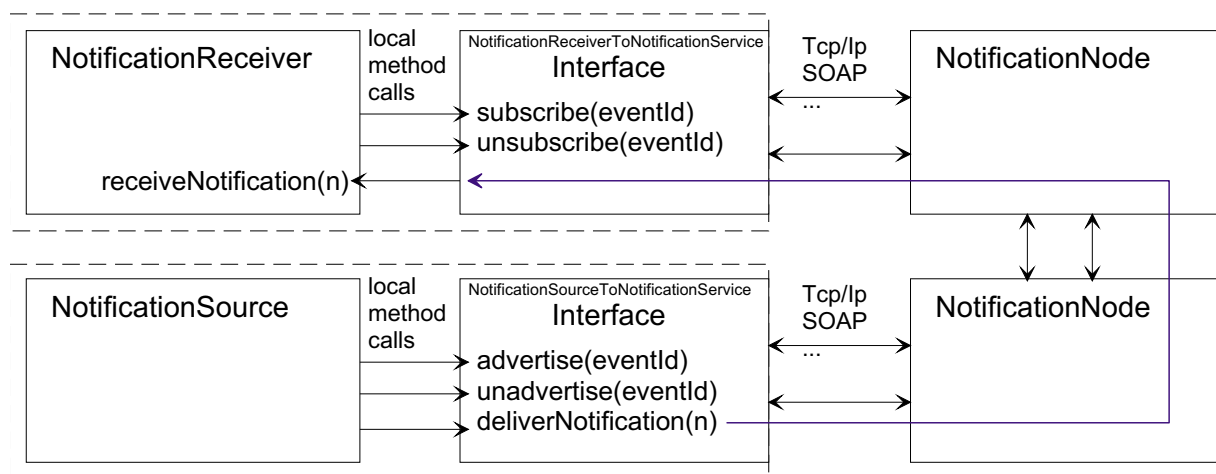 NotificationReceiver
local
method
calls
NotificationReceiverToNotificationService
Interface
subscribe(eventId)
unsubscribe(eventId)
receiveNotification(n)
Tcp/Ip
SOAP
...
NotificationNode
NotificationSource
local
method
calls
NotificationSourceToNotificationService
Interface
advertise(eventId)
unadvertise(eventId)
deliverNotification(n)
Tcp/Ip
SOAP
...
NotificationNode